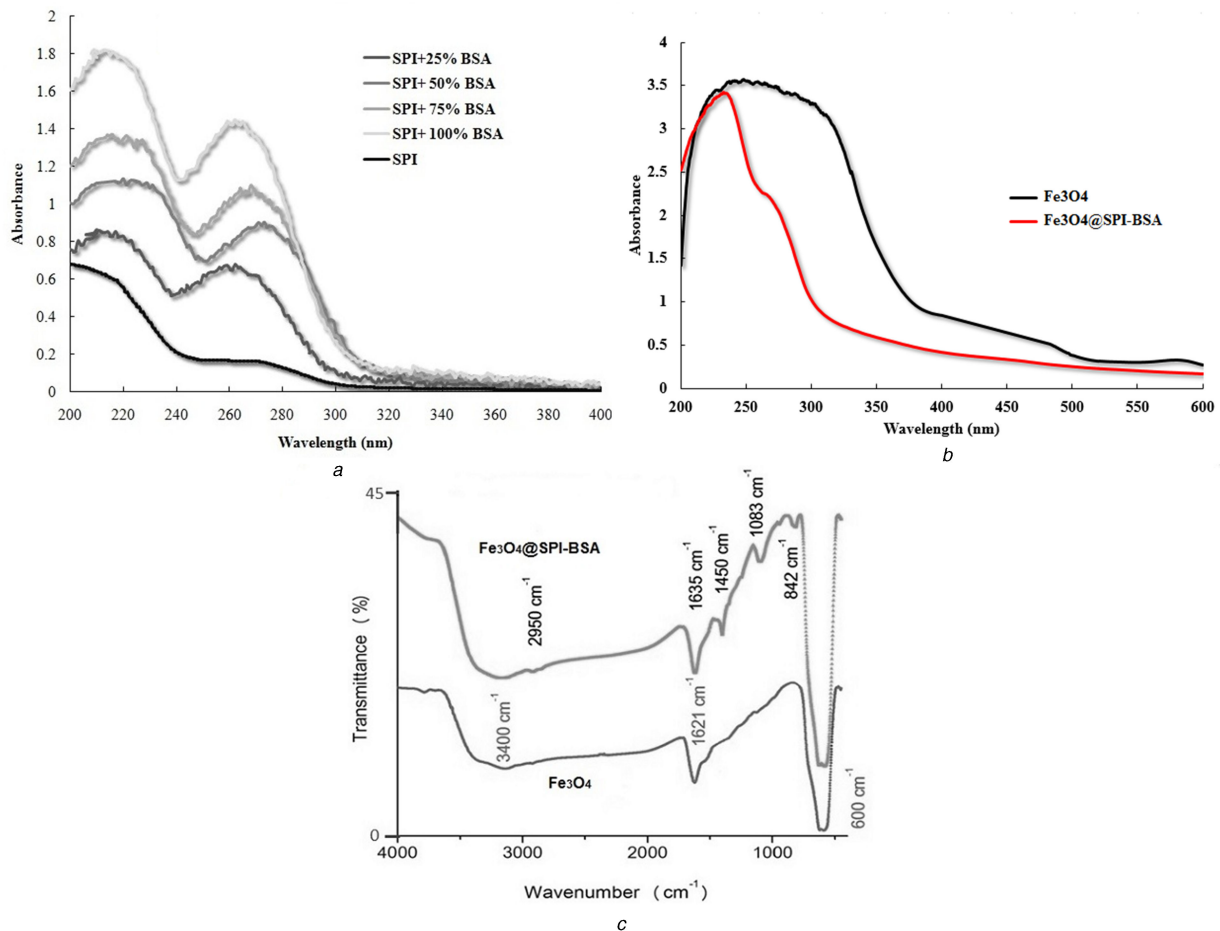 2
1.8
1.6
1.4
1.2
1
0.8
0.6
0.4
0.2
0
Absorbance
SPI+25% BSA
SPI+ 50% BSA
SPI+ 75% BSA
SPI+ 100% BSA
SPI
200 220 240 260 280 300 320 340 360 380 400
Wavelength (nm)
a
4
3.5
3
2.5
2
1.5
1
0.5
0
Absorbance
Fe3O4
Fe3O4@SPI-BSA
200 250 300 350 400 450 500 550 600
Wavelength (nm)
b
45
0
Transmittance (%)
Fe₃O₄@SPI-BSA
2950 cm⁻¹
1635 cm⁻¹
1450 cm⁻¹
1083 cm⁻¹
842 cm⁻¹
3400 cm⁻¹
1621 cm⁻¹
600 cm⁻¹
Fe₃O₄
4000 3000 2000 1000
Wavenumber (cm⁻¹)
c